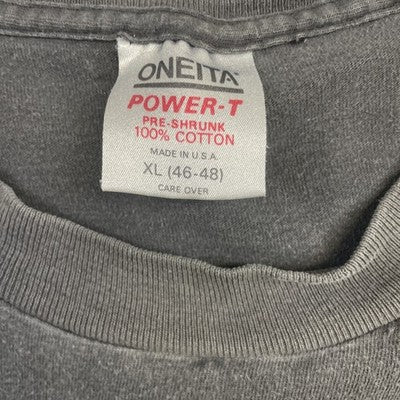 ONEITA®
POWER-T
PRE-SHRUNK
100% COTTON
MADE IN U.S.A.
XL (46-48)
CARE OVER